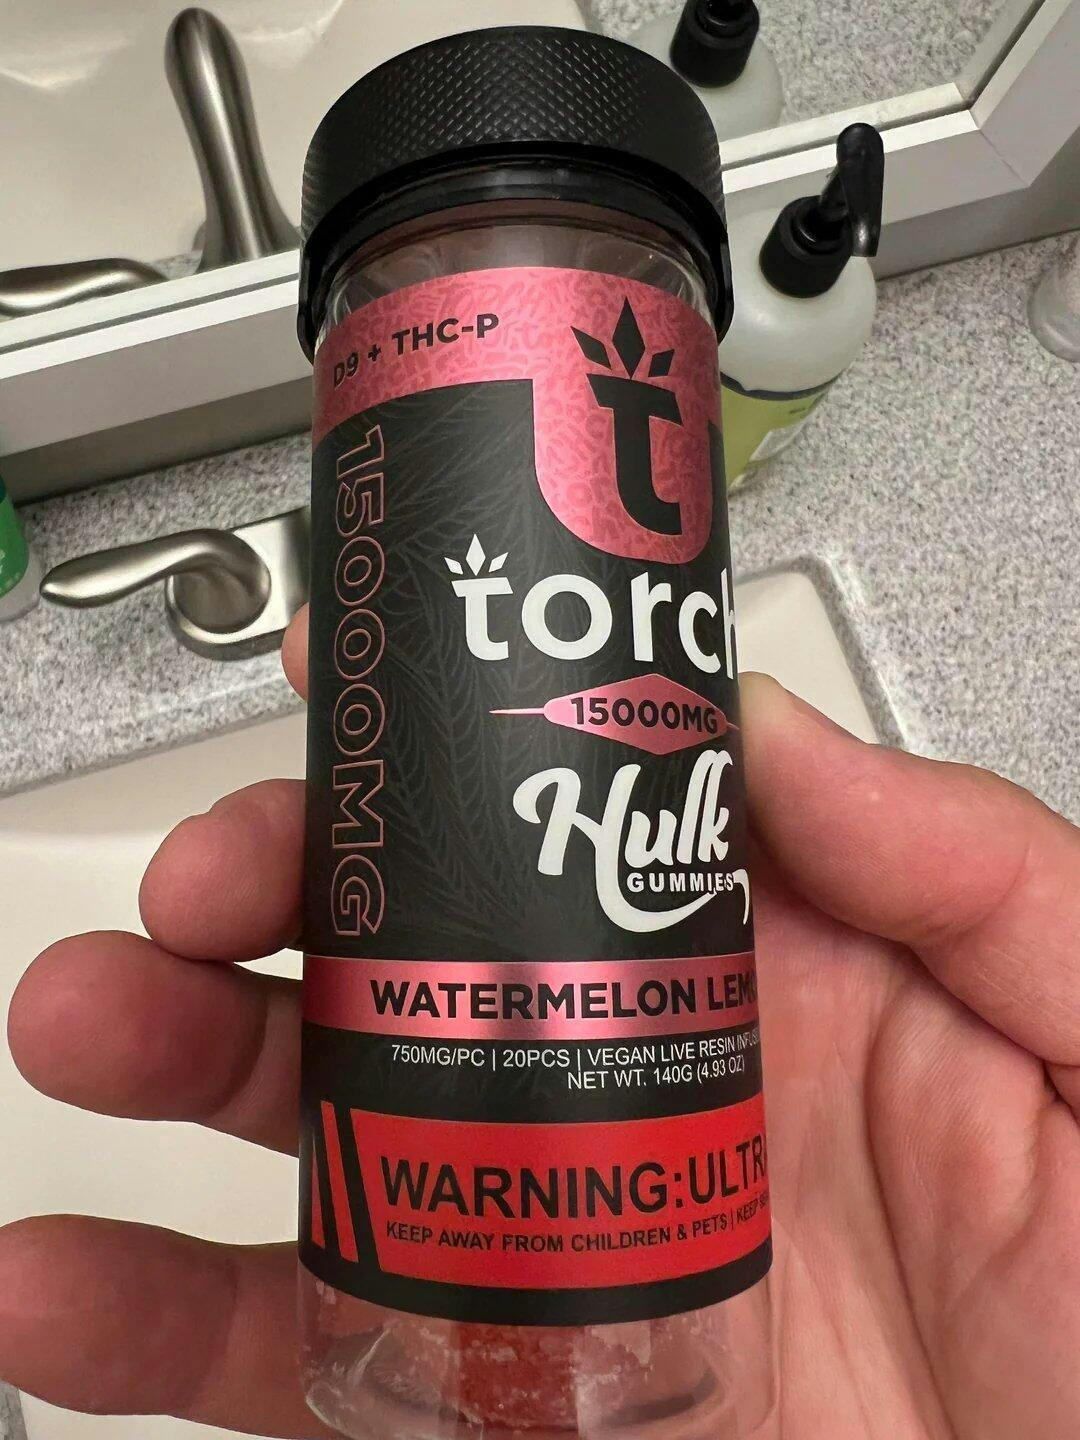 D9 + THC-P
15000MG
t
torch
15000MG
Hulk
GUMMIES
WATERMELON
750MG/PC | 20PCS | VEGAN LIVE RESIN
NET WT. 140G (4.93 OZ)
WARNING:
KEEP AWAY FROM CHILDREN & PETS | KEEP